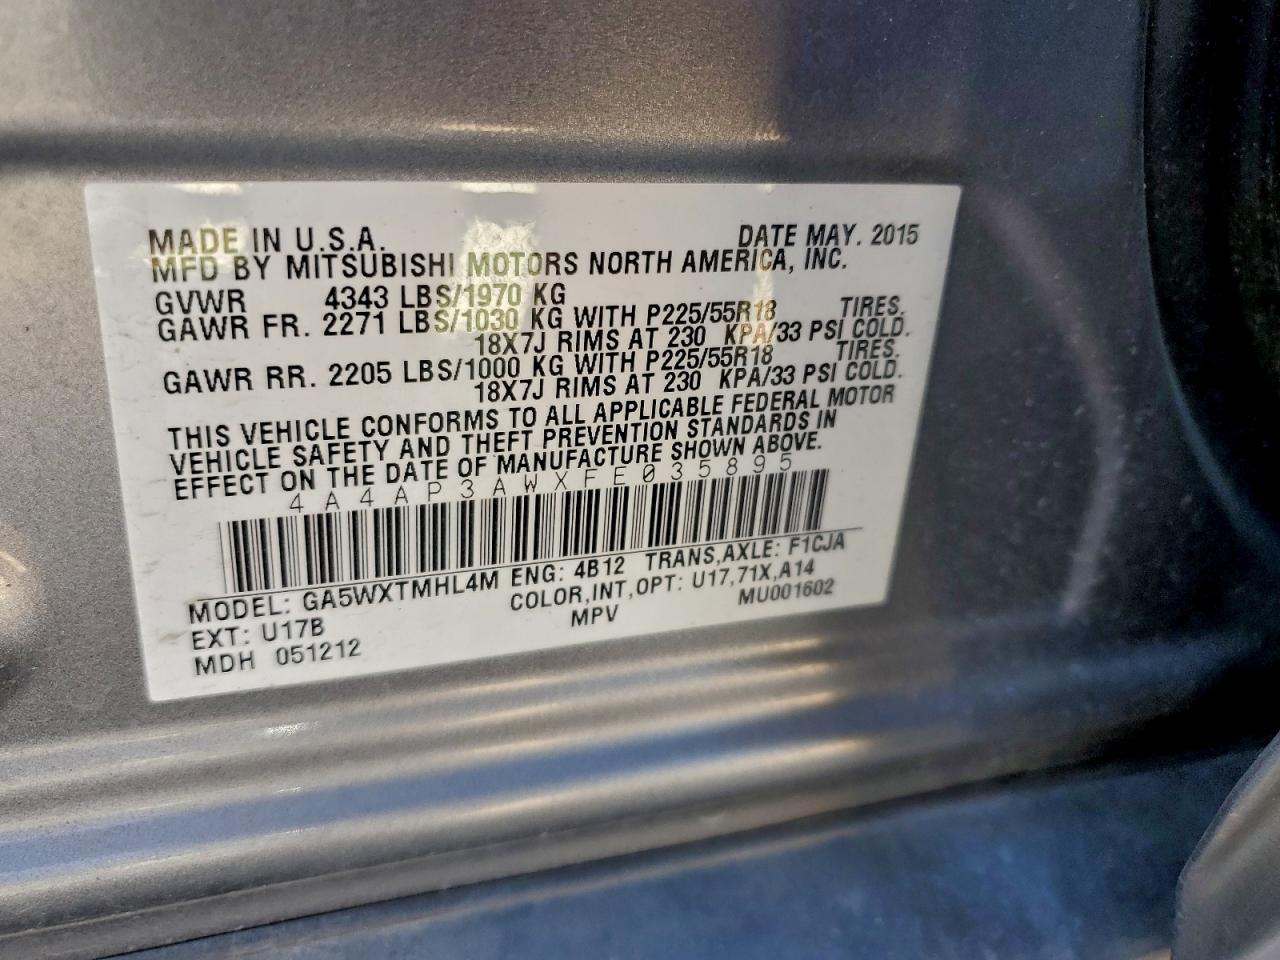 MADE IN U.S.A. DATE MAY. 2015
MFD BY MITSUBISHI MOTORS NORTH AMERICA, INC.
GVWR 4343 LBS/1970 KG
GAWR FR. 2271 LBS/1030 KG WITH P225/55R18 TIRES.
18X7J RIMS AT 230 KPA/33 PSI COLD.
GAWR RR. 2205 LBS/1000 KG WITH P225/55R18 TIRES.
18X7J RIMS AT 230 KPA/33 PSI COLD.
THIS VEHICLE CONFORMS TO ALL APPLICABLE FEDERAL MOTOR
VEHICLE SAFETY AND THEFT PREVENTION STANDARDS IN
EFFECT ON THE DATE OF MANUFACTURE SHOWN ABOVE.
4A4AP3AWXFE035895
MODEL: GA5WXTMHL4M ENG: 4B12 TRANS,AXLE: F1CJA
EXT: U17B COLOR,INT,OPT: U17,71X,A14
MDH 051212 MPV MU001602